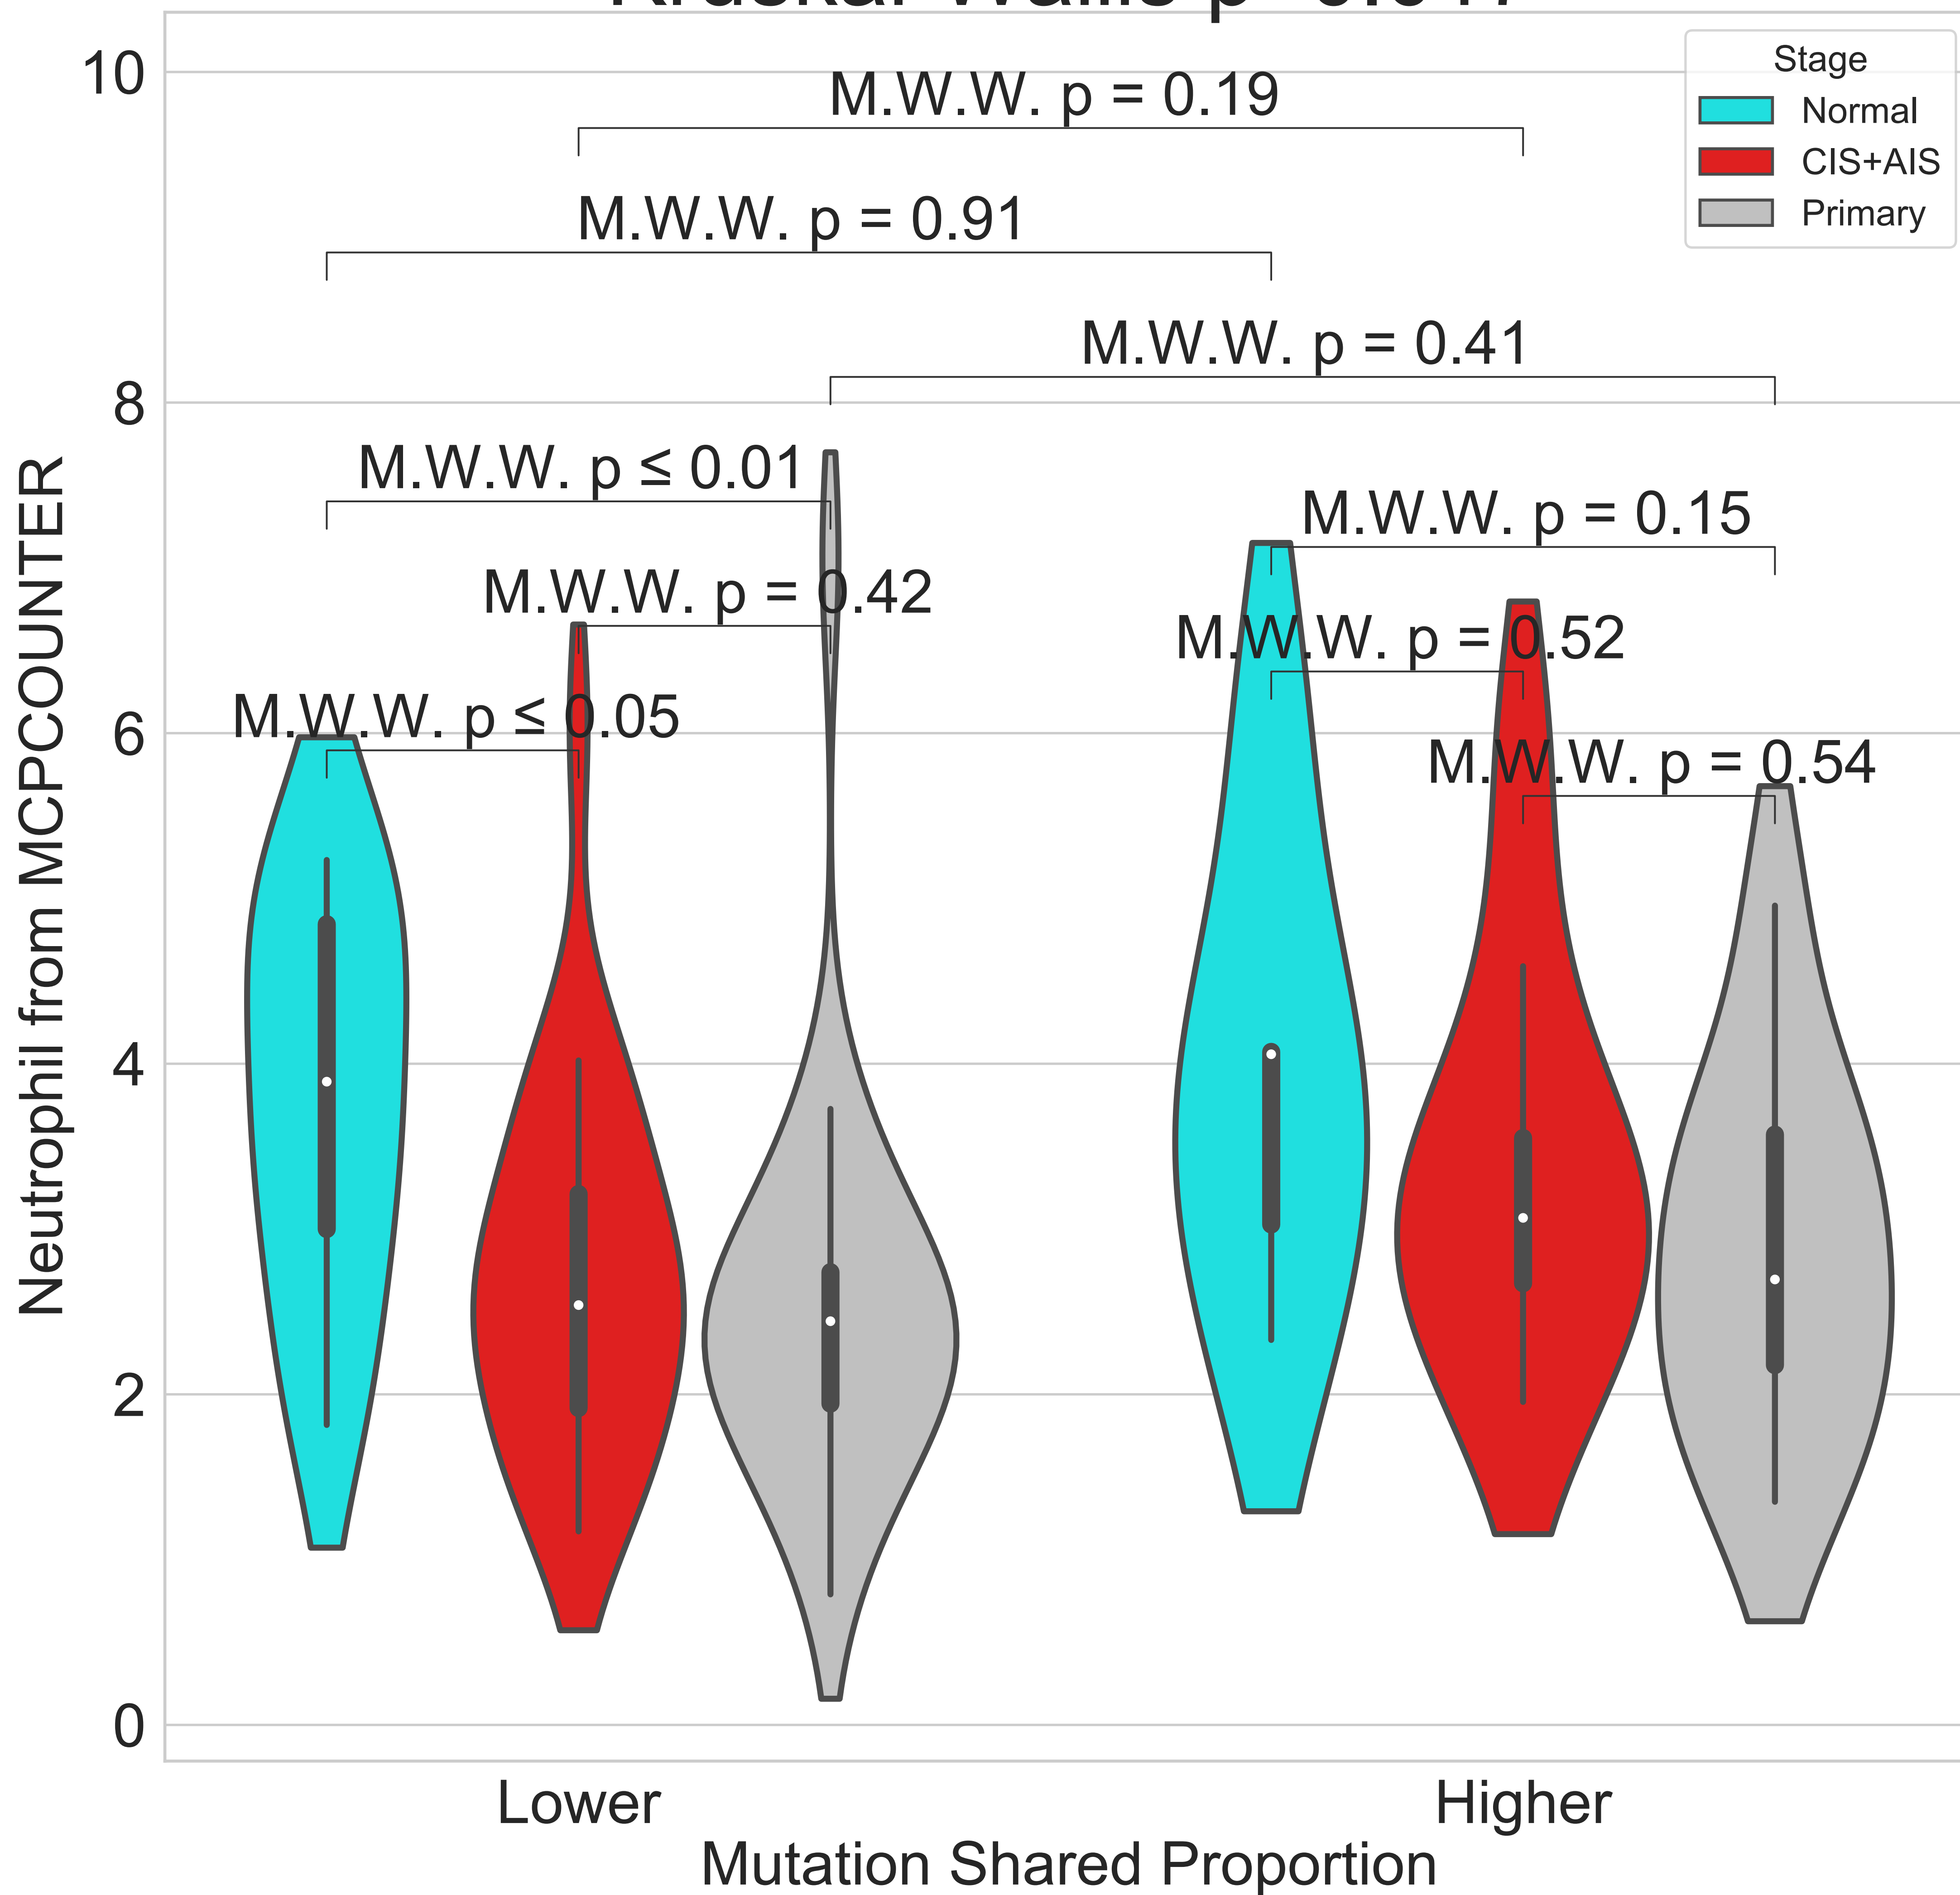 Stage
Normal
CIS+AIS
Primary
10
8
6
4
2
0
Neutrophil from MCPCOUNTER
M.W.W. p = 0.19
M.W.W. p = 0.91
M.W.W. p = 0.41
M.W.W. p ≤ 0.01
M.W.W. p = 0.15
M.W.W. p = 0.42
M.W.W. p = 0.52
M.W.W. p ≤ 0.05
M.W.W. p = 0.54
Lower
Higher
Mutation Shared Proportion